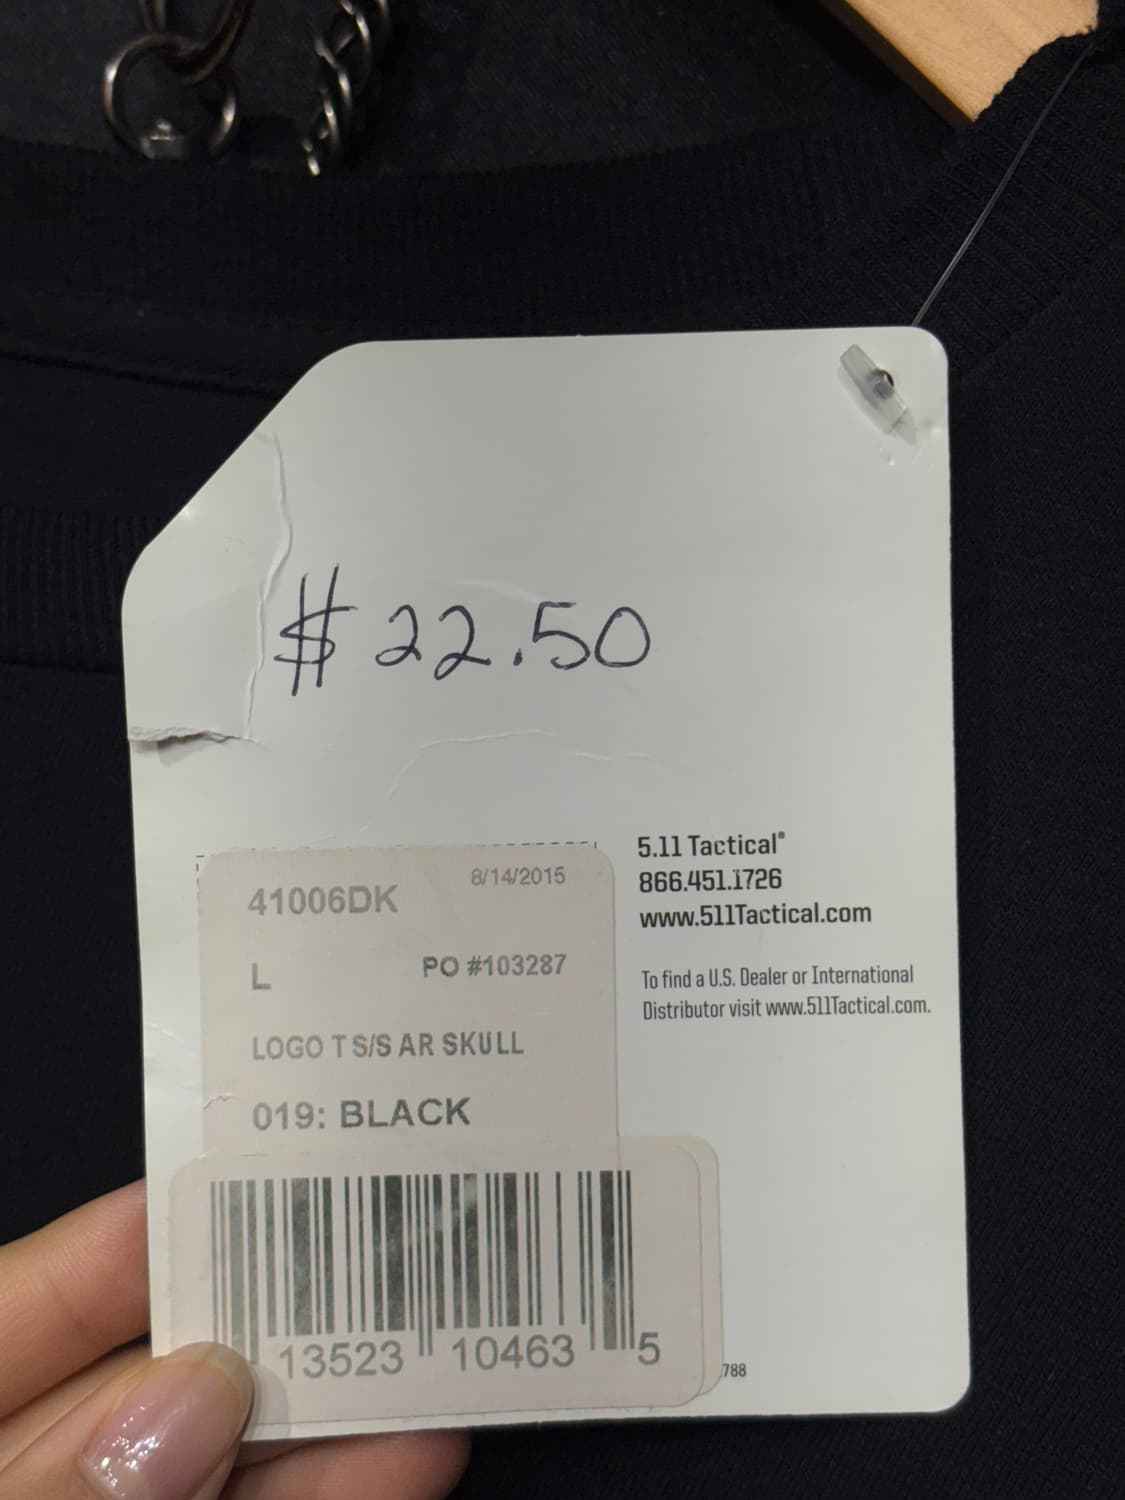 $ 22.50
8/14/2015
41006DK
L PO #103287
LOGO T S/S AR SKULL
019: BLACK
13523 10463 5
5.11 Tactical®
866.451.1726
www.511Tactical.com
To find a U.S. Dealer or International
Distributor visit www.511Tactical.com.
788